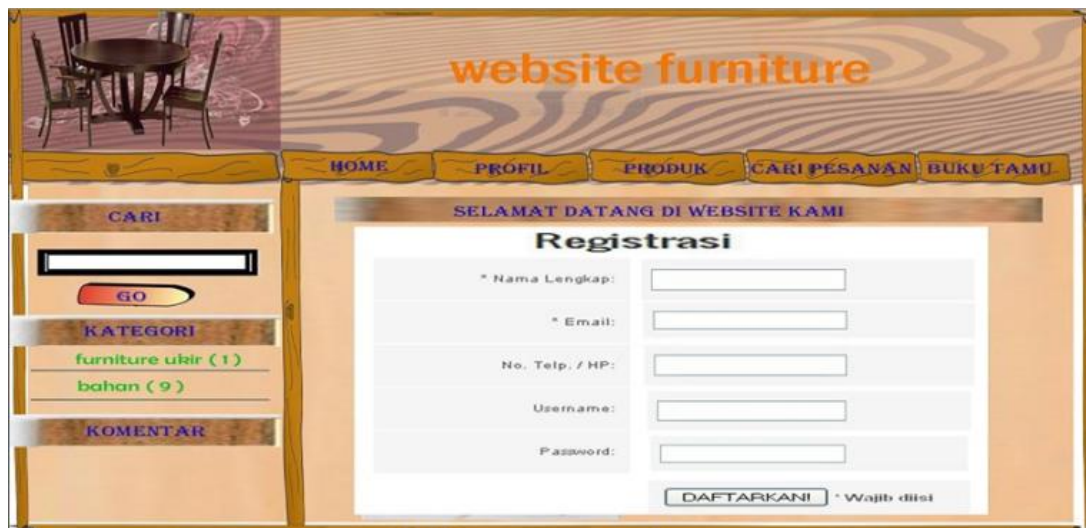 website furniture
HOME PROFIL PRODUK CARI PESANAN BUKU TAMU
CARI
GO
KATEGORI
furniture ukir ( 1 )
bahan ( 9 )
KOMENTAR
SELAMAT DATANG DI WEBSITE KAMI
Registrasi
* Nama Lengkap:
* Email:
No. Telp. / HP:
Username:
Password:
DAFTARKAN! * Wajib diisi